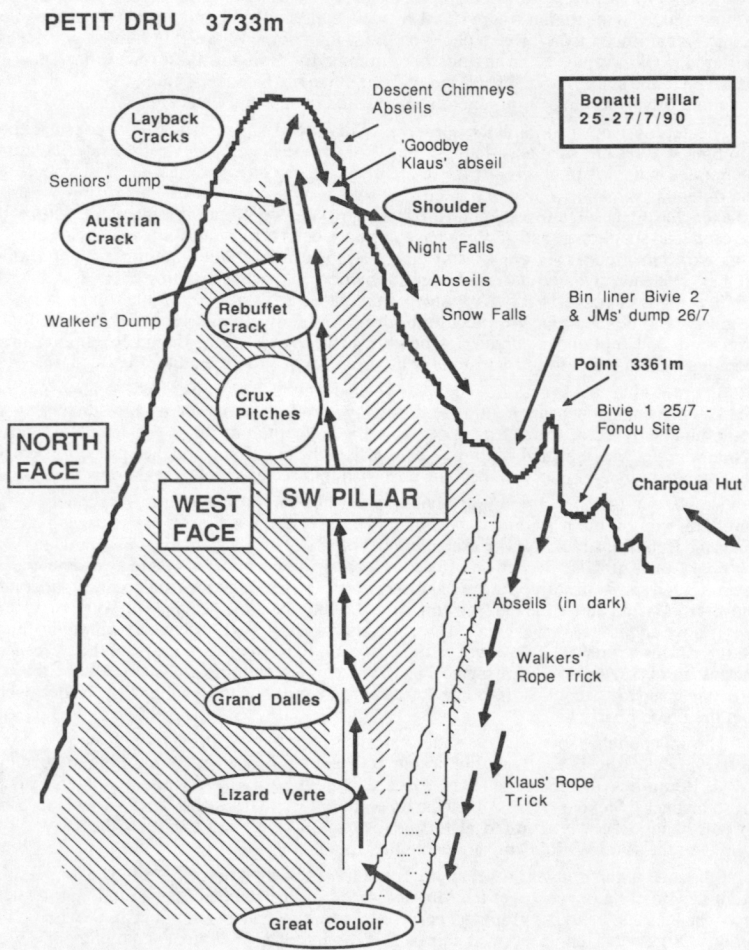 PETIT DRU 3733m
Bonatti Pillar
25-27/7/90
Layback
Cracks
Descent Chimneys
Abseils
'Goodbye
Klaus' abseil
Seniors' dump
Shoulder
Austrian
Crack
Night Falls
Abseils
Snow Falls
Walker's Dump
Rebuffet
Crack
Bin liner Bivie 2
& JMs' dump 26/7
Point 3361m
Crux
Pitches
Bivie 1 25/7 -
Fondu Site
NORTH
FACE
WEST
FACE
SW PILLAR
Charpoua Hut
Abseils (in dark)
Walkers'
Rope Trick
Grand Dalles
Klaus' Rope
Trick
Lizard Verte
Great Couloir